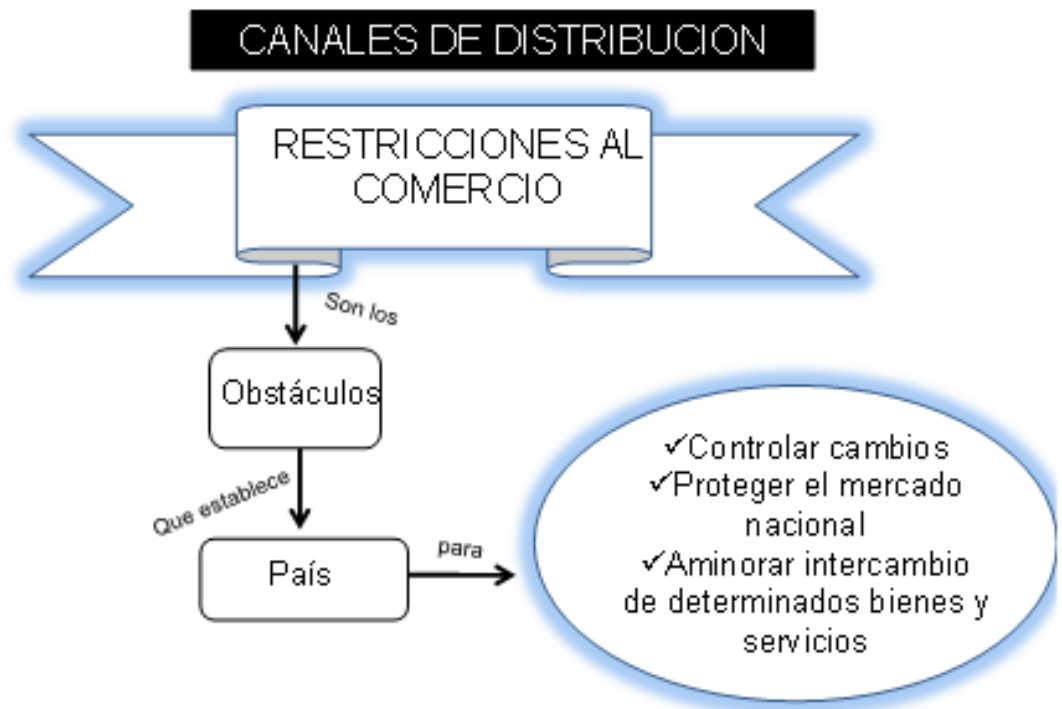 CANALES DE DISTRIBUCION
RESTRICCIONES AL
COMERCIO
Son los
Obstáculos
Que establece
País
para
✓Controlar cambios
✓Proteger el mercado
nacional
✓Aminorar intercambio
de determinados bienes y
servicios